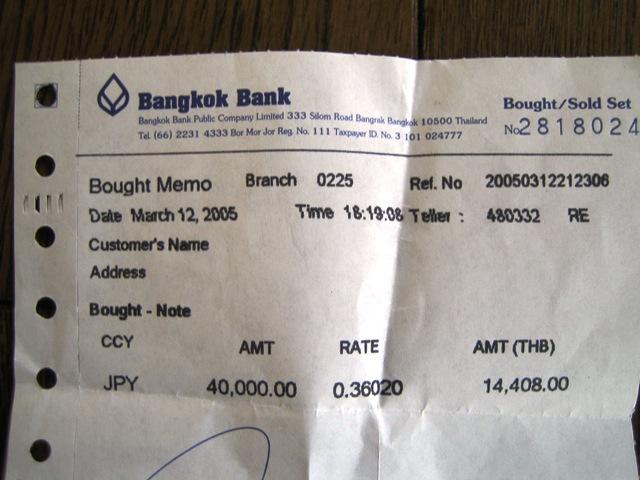 Bangkok Bank
Bangkok Bank Public Company Limited 333 Silom Road Bangrak Bangkok 10500 Thailand
Tel. (66) 2231 4333 Bor Mor Jor Reg. No. 111 Taxpayer ID. No. 3 101 024777
Bought/Sold Set
No 2818024
Bought Memo Branch 0225 Ref. No 20050312212306
Date March 12, 2005 Time 18:19:08 Teller : 480332 RE
Customer's Name
Address
Bought - Note
CCY AMT RATE AMT (THB)
JPY 40,000.00 0.36020 14,408.00